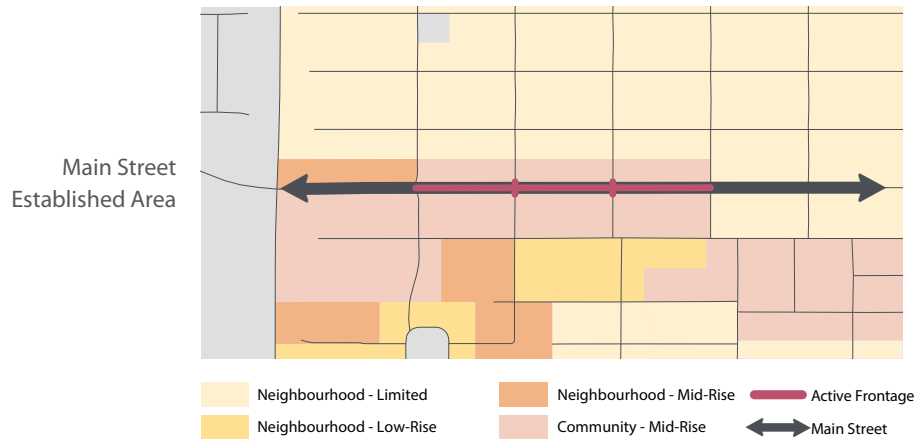 Main Street
Established Area
Neighbourhood - Limited
Neighbourhood - Mid-Rise
Active Frontage
Neighbourhood - Low-Rise
Community - Mid-Rise
Main Street